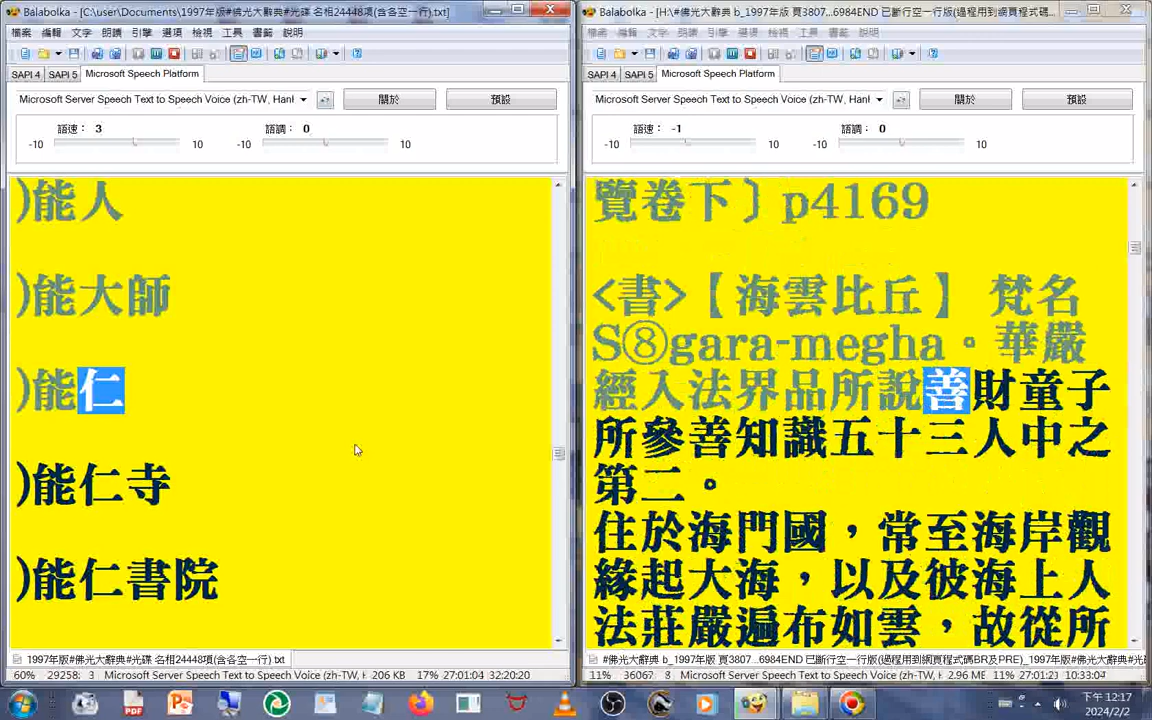 Balabolka - [C:\user\Documents\1997年版#佛光大辭典#光碟 名相24448項(含各空一行).txt]
檔案 編輯 文字 朗讀 引擎 選項 檢視 工具 書籤 說明
SAPI 4 SAPI 5 Microsoft Speech Platform
Microsoft Server Speech Text to Speech Voice (zh-TW, Hanl
關於 預設
語速： 3 語調： 0
-10 10 -10 10
)能人
)能大師
)能仁
)能仁寺
)能仁書院
1997年版#佛光大辭典#光碟 名相24448項(含各空一行).txt
60% 29258: 3 Microsoft Server Speech Text to Speech Voice (zh-TW, H 206 KB 17% 27:01:04 32:20:20
Balabolka - [H:\#佛光大辭典 b_1997年版 頁3807...6984END 已斷行空一行版(過程用到網頁程式碼...
檔案 編輯 文字 朗讀 引擎 選項 檢視 工具 書籤 說明
SAPI 4 SAPI 5 Microsoft Speech Platform
Microsoft Server Speech Text to Speech Voice (zh-TW, Hanl
關於 預設
語速： -1 語調： 0
-10 10 -10 10
覽卷下〕p4169
<書>【海雲比丘】 梵名
S⑧gara-megha。華嚴
經入法界品所說善財童子
所參善知識五十三人中之
第二。
住於海門國，常至海岸觀
緣起大海，以及彼海上人
法莊嚴遍布如雲，故從所
#佛光大辭典 b_1997年版 頁3807...6984END 已斷行空一行版(過程用到網頁程式碼BR及PRE)_1997年版#佛光大辭典#光
11% 36067: 8 Microsoft Server Speech Text to Speech Voice (zh-TW, H 2.96 ME 11% 27:01:21 10:33:04
下午 12:17
2024/2/2